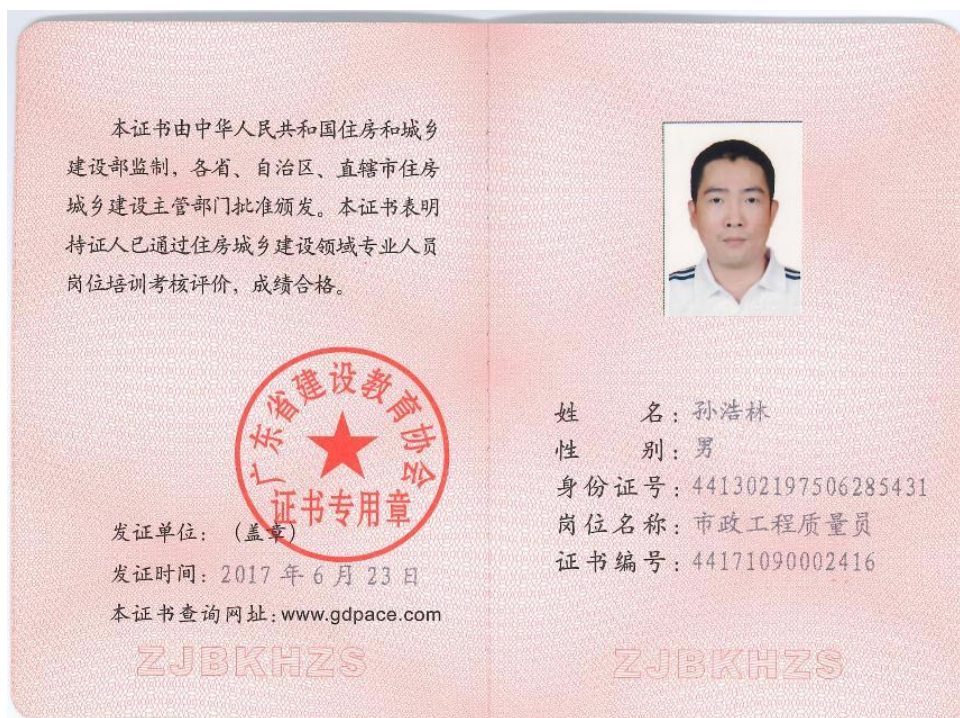 本证书由中华人民共和国住房和城乡
建设部监制，各省、自治区、直辖市住房
城乡建设主管部门批准颁发。本证书表明
持证人已通过住房城乡建设领域专业人员
岗位培训考核评价，成绩合格。
广东省建设教育协会
证书专用章
发证单位：（盖章）
发证时间：2017 年 6 月 23 日
本证书查询网址：www.gdpace.com
ZJBKHZS
姓 名：孙浩林
性 别：男
身份证号：441302197506285431
岗位名称：市政工程质量员
证书编号：44171090002416
ZJBKHZS